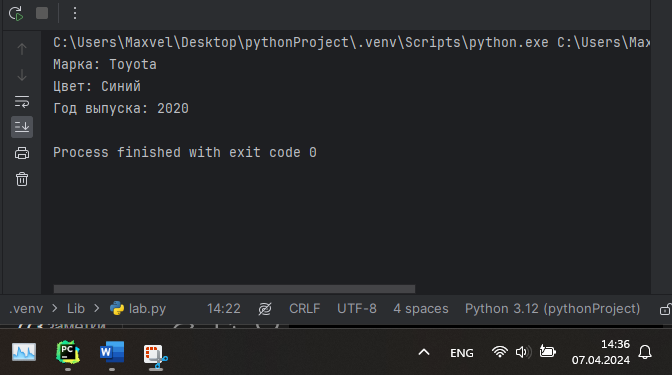 C:\Users\Maxvel\Desktop\pythonProject\.venv\Scripts\python.exe C:\Users\Max
Марка: Toyota
Цвет: Синий
Год выпуска: 2020
Process finished with exit code 0
.venv > Lib > lab.py 14:22 CRLF UTF-8 4 spaces Python 3.12 (pythonProject)
ENG 14:36
07.04.2024